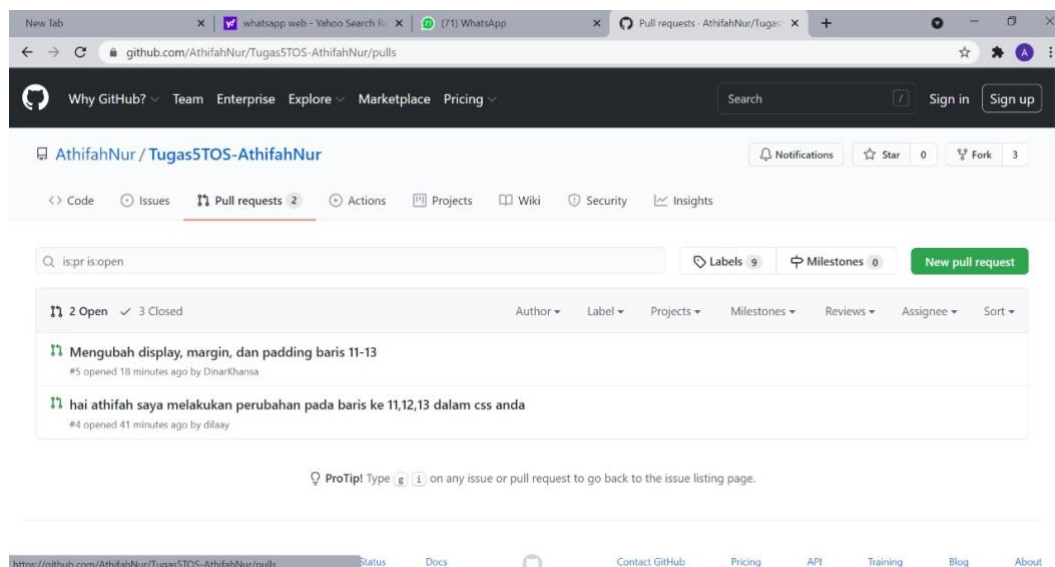 New Tab whatsapp web - Yahoo Search R (71) WhatsApp Pull requests · AthifahNur/Tugas
github.com/AthifahNur/Tugas5TOS-AthifahNur/pulls A
Why GitHub? Team Enterprise Explore Marketplace Pricing Search / Sign in Sign up
AthifahNur / Tugas5TOS-AthifahNur Notifications Star 0 Fork 3
<> Code Issues Pull requests 2 Actions Projects Wiki Security Insights
is:pr is:open Labels 9 Milestones 0 New pull request
2 Open 3 Closed Author Label Projects Milestones Reviews Assignee Sort
Mengubah display, margin, dan padding baris 11-13
#5 opened 18 minutes ago by DinarKhansa
hai athifah saya melakukan perubahan pada baris ke 11,12,13 dalam css anda
#4 opened 41 minutes ago by dilaay
ProTip! Type g i on any issue or pull request to go back to the issue listing page.
https://github.com/AthifahNur/Tugas5TOS-AthifahNur/pulls Status Docs Contact GitHub Pricing API Training Blog About